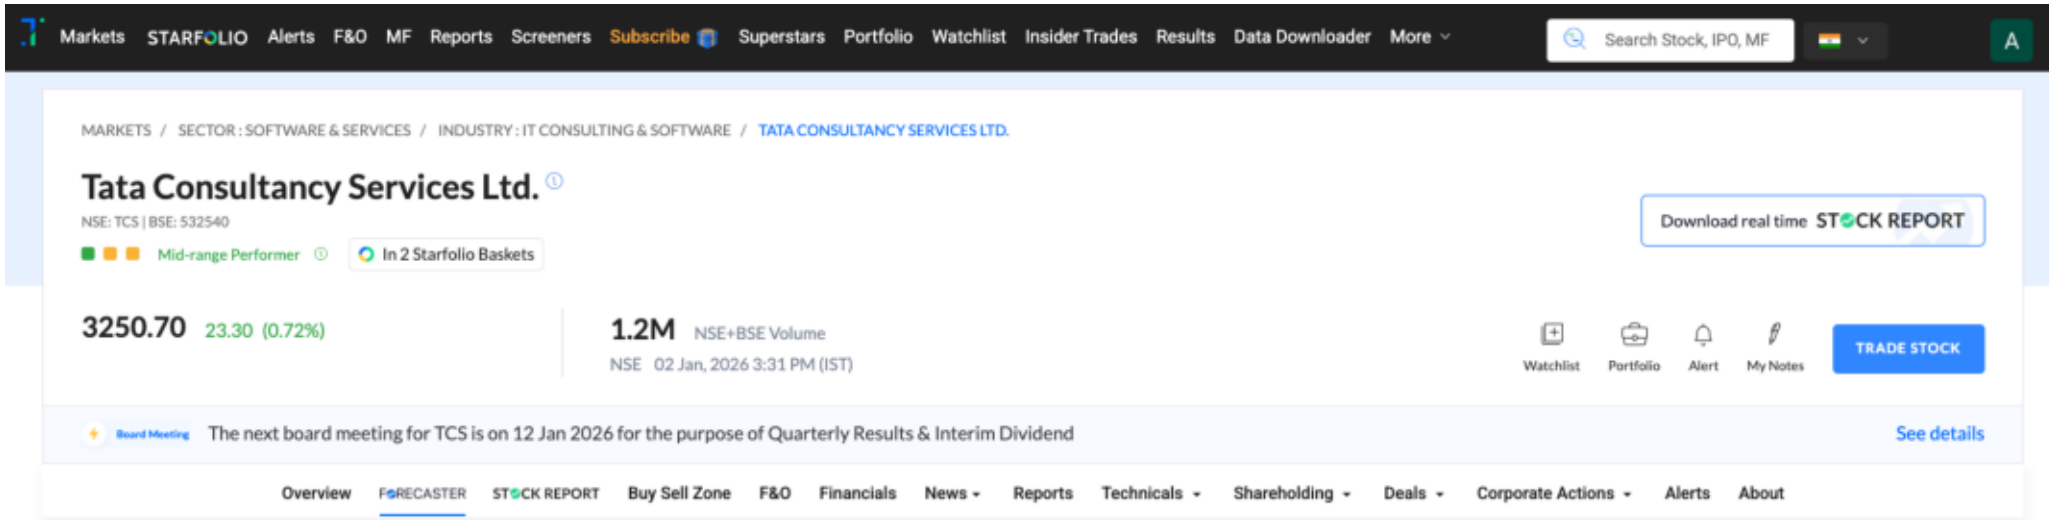 Markets STARFOLIO Alerts F&O MF Reports Screeners Subscribe Superstars Portfolio Watchlist Insider Trades Results Data Downloader More Search Stock, IPO, MF A
MARKETS / SECTOR : SOFTWARE & SERVICES / INDUSTRY : IT CONSULTING & SOFTWARE / TATA CONSULTANCY SERVICES LTD.
Tata Consultancy Services Ltd.
NSE: TCS | BSE: 532540
Download real time STOCK REPORT
Mid-range Performer In 2 Starfolio Baskets
3250.70 23.30 (0.72%)
1.2M NSE+BSE Volume
NSE 02 Jan, 2026 3:31 PM (IST)
Watchlist Portfolio Alert My Notes
TRADE STOCK
Board Meeting The next board meeting for TCS is on 12 Jan 2026 for the purpose of Quarterly Results & Interim Dividend See details
Overview FORECASTER STOCK REPORT Buy Sell Zone F&O Financials News Reports Technicals Shareholding Deals Corporate Actions Alerts About